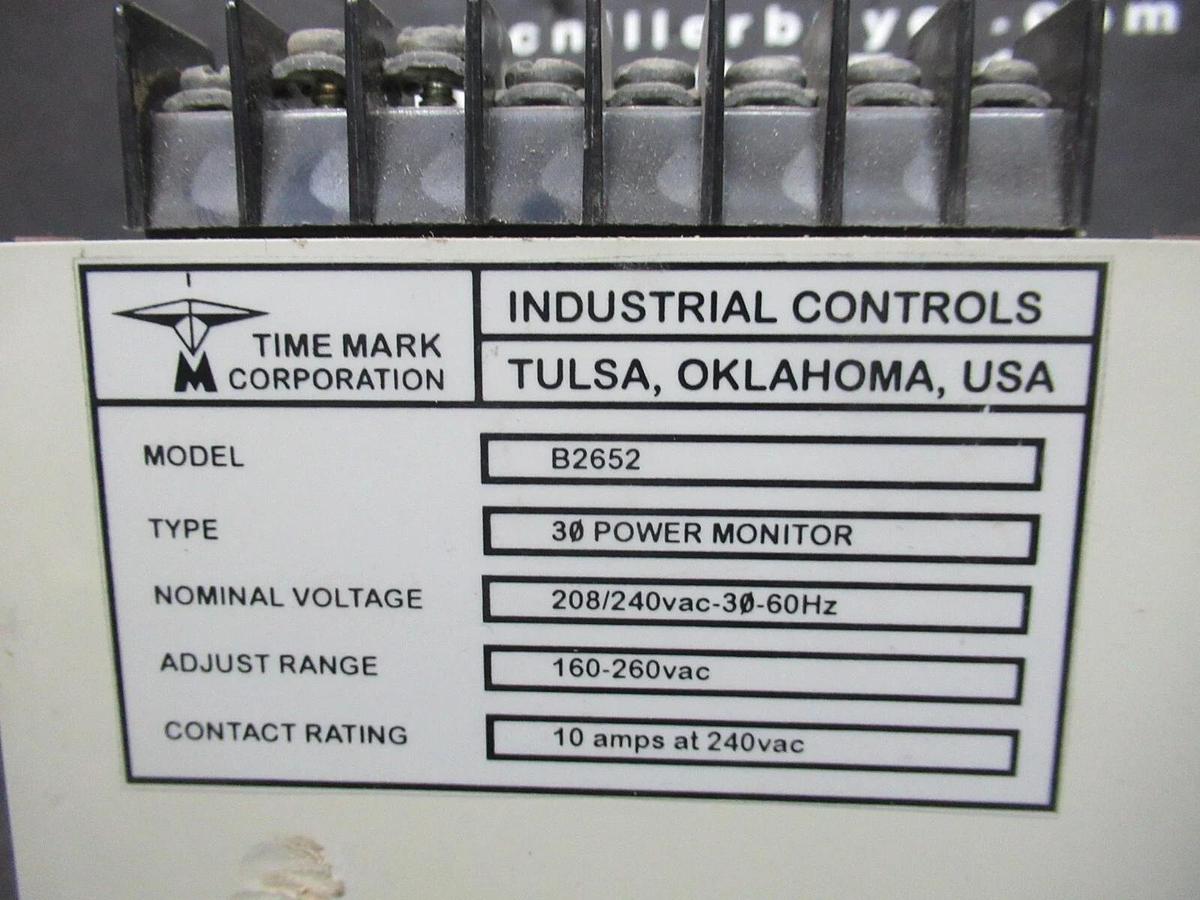 TIME MARK
CORPORATION
INDUSTRIAL CONTROLS
TULSA, OKLAHOMA, USA
MODEL B2652
TYPE 3Ø POWER MONITOR
NOMINAL VOLTAGE 208/240vac-3Ø-60Hz
ADJUST RANGE 160-260vac
CONTACT RATING 10 amps at 240vac